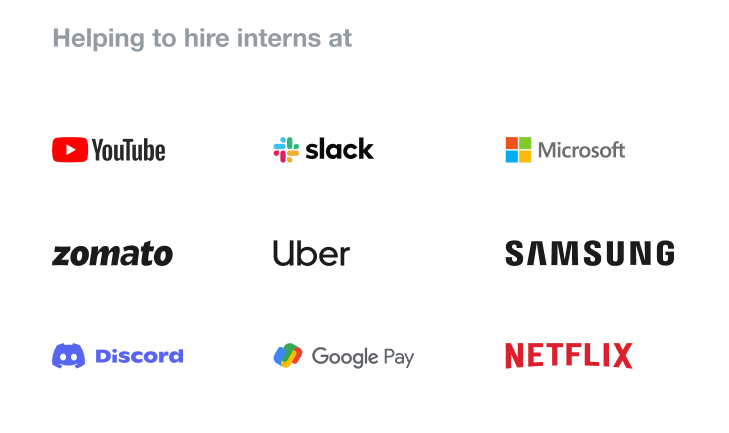 Helping to hire interns at
YouTube slack Microsoft
zomato Uber SAMSUNG
Discord Google Pay NETFLIX